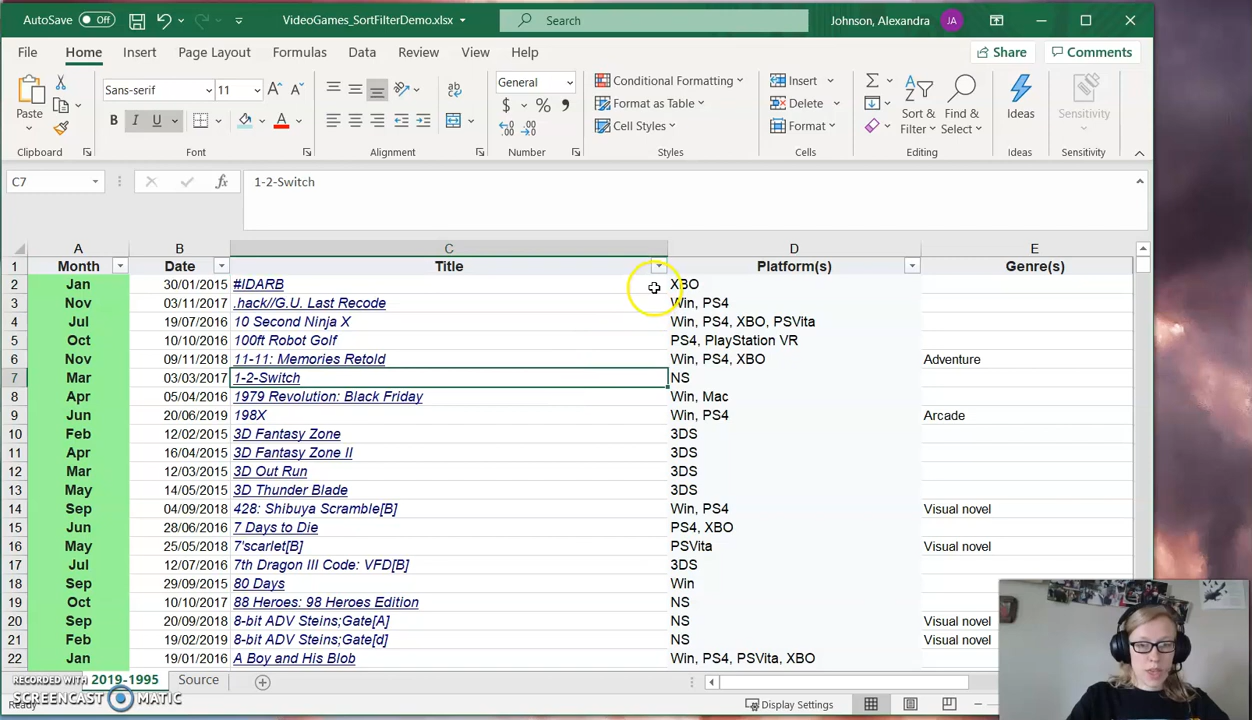 AutoSave Off VideoGames_SortFilterDemo.xlsx Search Johnson, Alexandra JA
File Home Insert Page Layout Formulas Data Review View Help Share Comments
Paste Sans-serif 11 General Conditional Formatting Insert Sort & Filter Find & Select Ideas Sensitivity
Format as Table Delete
B I U A $ % Cell Styles Format
Clipboard Font Alignment Number Styles Cells Editing Ideas Sensitivity
C7 fx 1-2-Switch
A B C D E
1 Month Date Title Platform(s) Genre(s)
2 Jan 30/01/2015 #IDARB XBO
3 Nov 03/11/2017 .hack//G.U. Last Recode Win, PS4
4 Jul 19/07/2016 10 Second Ninja X Win, PS4, XBO, PSVita
5 Oct 10/10/2016 100ft Robot Golf PS4, PlayStation VR
6 Nov 09/11/2018 11-11: Memories Retold Win, PS4, XBO Adventure
7 Mar 03/03/2017 1-2-Switch NS
8 Apr 05/04/2016 1979 Revolution: Black Friday Win, Mac
9 Jun 20/06/2019 198X Win, PS4 Arcade
10 Feb 12/02/2015 3D Fantasy Zone 3DS
11 Apr 16/04/2015 3D Fantasy Zone II 3DS
12 Mar 12/03/2015 3D Out Run 3DS
13 May 14/05/2015 3D Thunder Blade 3DS
14 Sep 04/09/2018 428: Shibuya Scramble[B] Win, PS4 Visual novel
15 Jun 28/06/2016 7 Days to Die PS4, XBO
16 May 25/05/2018 7'scarlet[B] PSVita Visual novel
17 Jul 12/07/2016 7th Dragon III Code: VFD[B] 3DS
18 Sep 29/09/2015 80 Days Win
19 Oct 10/10/2017 88 Heroes: 98 Heroes Edition NS
20 Sep 20/09/2018 8-bit ADV Steins;Gate[A] NS Visual novel
21 Feb 19/02/2019 8-bit ADV Steins;Gate[d] NS Visual novel
22 Jan 19/01/2016 A Boy and His Blob Win, PS4, PSVita, XBO
RECORDED WITH 2019-1995 Source
SCREENCAST MATIC
Ready Display Settings